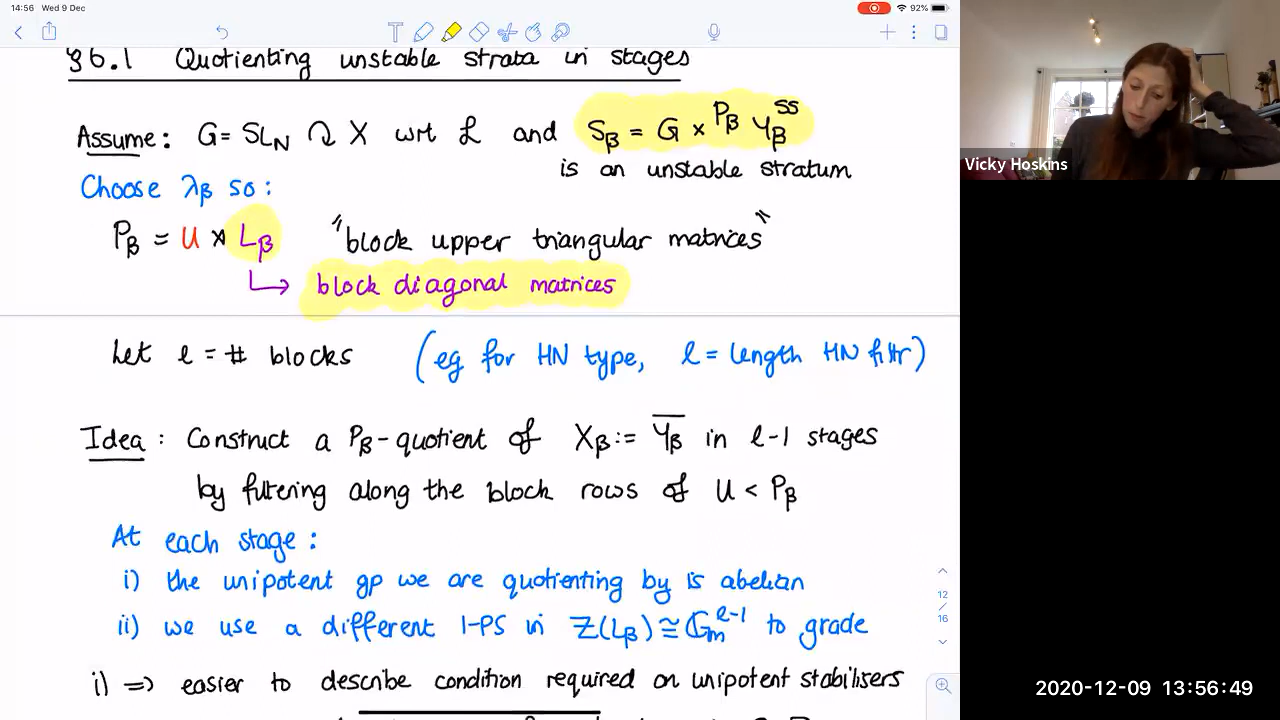 14:56 Wed 9 Dec
92%
§6.1 Quotienting unstable strata in stages
Assume: G = SL_N ↷ X wrt ℒ and S_β = G ×^{P_β} Y_β^{ss}
is an unstable stratum
Choose λ_β so:
P_β = U ⋊ L_β "block upper triangular matrices"
↳ block diagonal matrices
Let l = # blocks (eg for HN type, l = length HN filtr)
Idea: Construct a P_β-quotient of X_β := \overline{Y_β} in l-1 stages
by filtering along the block rows of U < P_β
At each stage:
i) the unipotent gp we are quotienting by is abelian
ii) we use a different 1-PS in Z(L_β) ≅ G_m^{l-1} to grade
i) ⇒ easier to describe condition required on unipotent stabilisers
12
/
16
Vicky Hoskins
2020-12-09 13:56:49